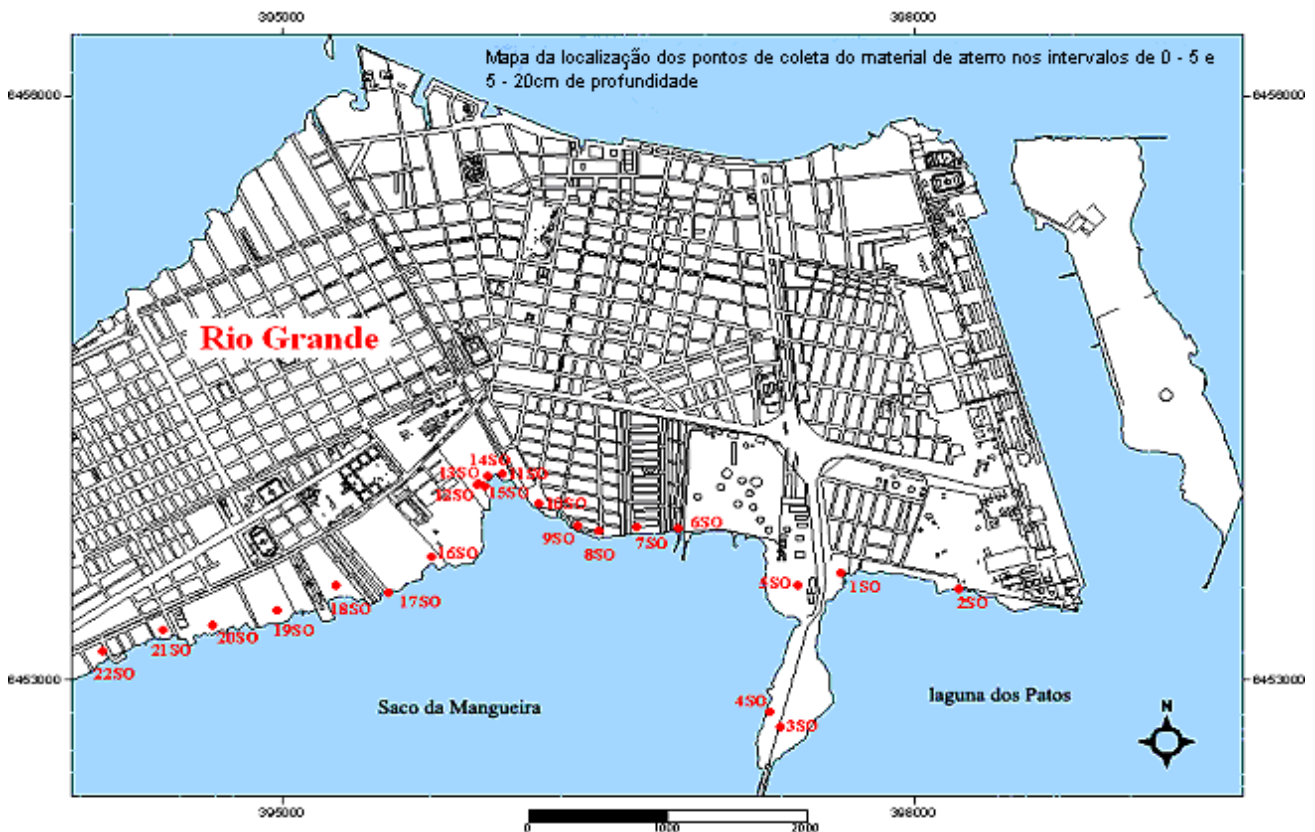 395000 398000
Mapa da localização dos pontos de coleta do material de aterro nos intervalos de 0 - 5 e
5 - 20cm de profundidade
6456000 6456000
Rio Grande
14SO
13SO 11SO
12SO 15SO
10SO
9SO
8SO
7SO
6SO
16SO
5SO
1SO
2SO
17SO
18SO
19SO
20SO
21SO
22SO
6453000 6453000
Saco da Mangueira
laguna dos Patos
4SO
3SO
N
395000 398000
0 1000 2000